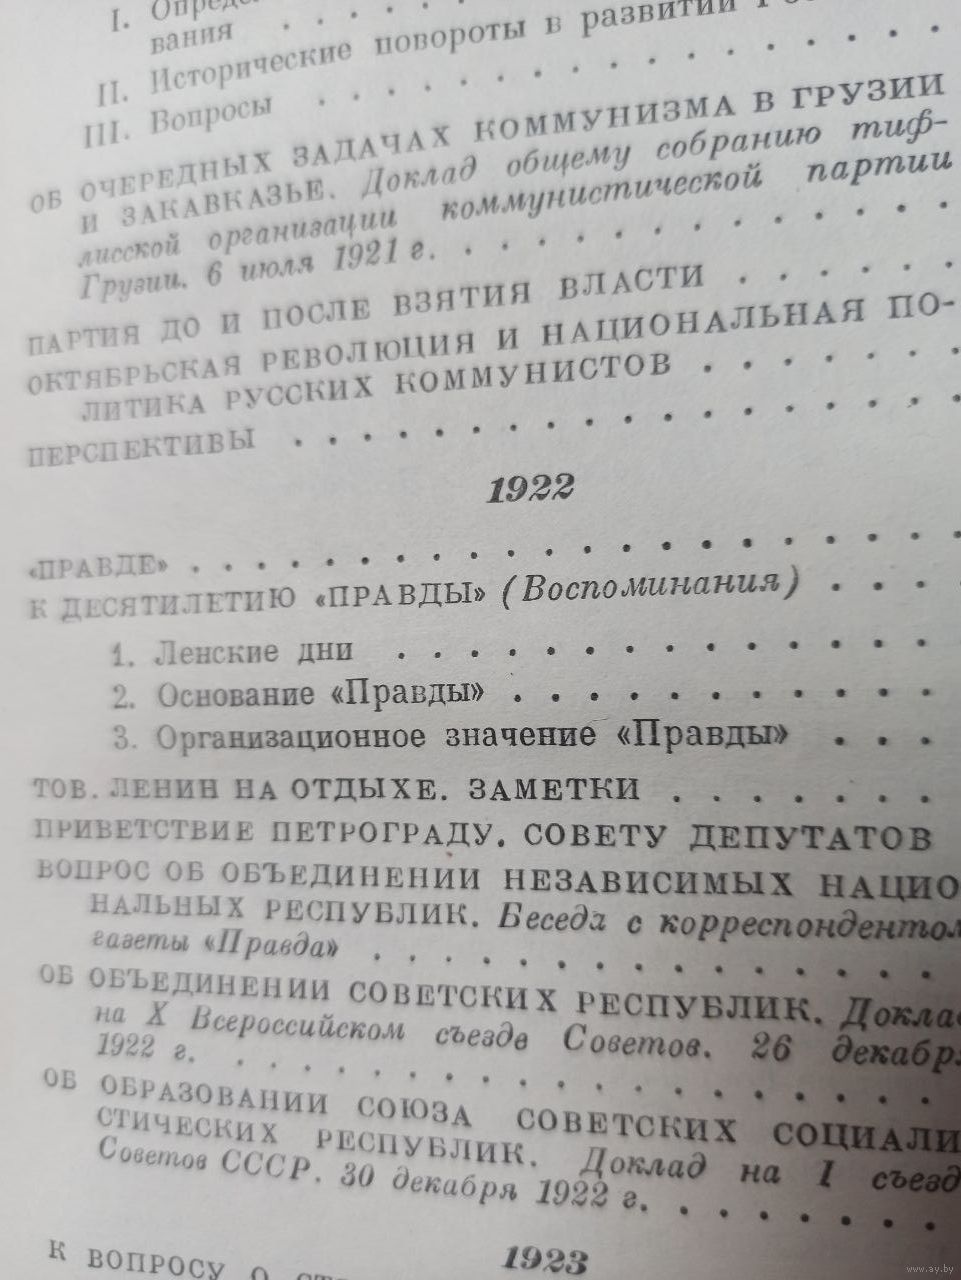 I.
вания . . . .
II. Исторические повороты в развитии
III. Вопросы . . . . . . . . . . . . . .
ОБ ОЧЕРЕДНЫХ ЗАДАЧАХ КОММУНИЗМА В ГРУЗИИ
И ЗАКАВКАЗЬЕ. Доклад общему собранию тиф-
лисской организации коммунистической партии
Грузии. 6 июля 1921 г. . . . . . . . . . . . . .
ПАРТИЯ ДО И ПОСЛЕ ВЗЯТИЯ ВЛАСТИ . . . . . .
ОКТЯБРЬСКАЯ РЕВОЛЮЦИЯ И НАЦИОНАЛЬНАЯ ПО-
ЛИТИКА РУССКИХ КОММУНИСТОВ . . . . . . .
ПЕРСПЕКТИВЫ . . . . . . . . . . . . . . . . .
1922
«ПРАВДЕ» . . . . . . . . . . . . . . . . . . .
К ДЕСЯТИЛЕТИЮ «ПРАВДЫ» (Воспоминания) . . . .
1. Ленские дни . . . . . . . . . . . . . . .
2. Основание «Правды» . . . . . . . . . . . .
3. Организационное значение «Правды» . . .
ТОВ. ЛЕНИН НА ОТДЫХЕ. ЗАМЕТКИ . . . . . . .
ПРИВЕТСТВИЕ ПЕТРОГРАДУ. СОВЕТУ ДЕПУТАТОВ
ВОПРОС ОБ ОБЪЕДИНЕНИИ НЕЗАВИСИМЫХ НАЦИО
НАЛЬНЫХ РЕСПУБЛИК. Беседа с корреспондентом
газеты «Правда» . . . . . . . . . . . . . . .
ОБ ОБЪЕДИНЕНИИ СОВЕТСКИХ РЕСПУБЛИК. Доклад
на X Всероссийском съезде Советов. 26 декабр
1922 г. . . . . . . . . . . . . . . . . . . .
ОБ ОБРАЗОВАНИИ СОЮЗА СОВЕТСКИХ СОЦИАЛИ
СТИЧЕСКИХ РЕСПУБЛИК. Доклад на I съезд
Советов СССР. 30 декабря 1922 г. . . . . . . .
1923
К ВОПРОСУ О
www.ay.by